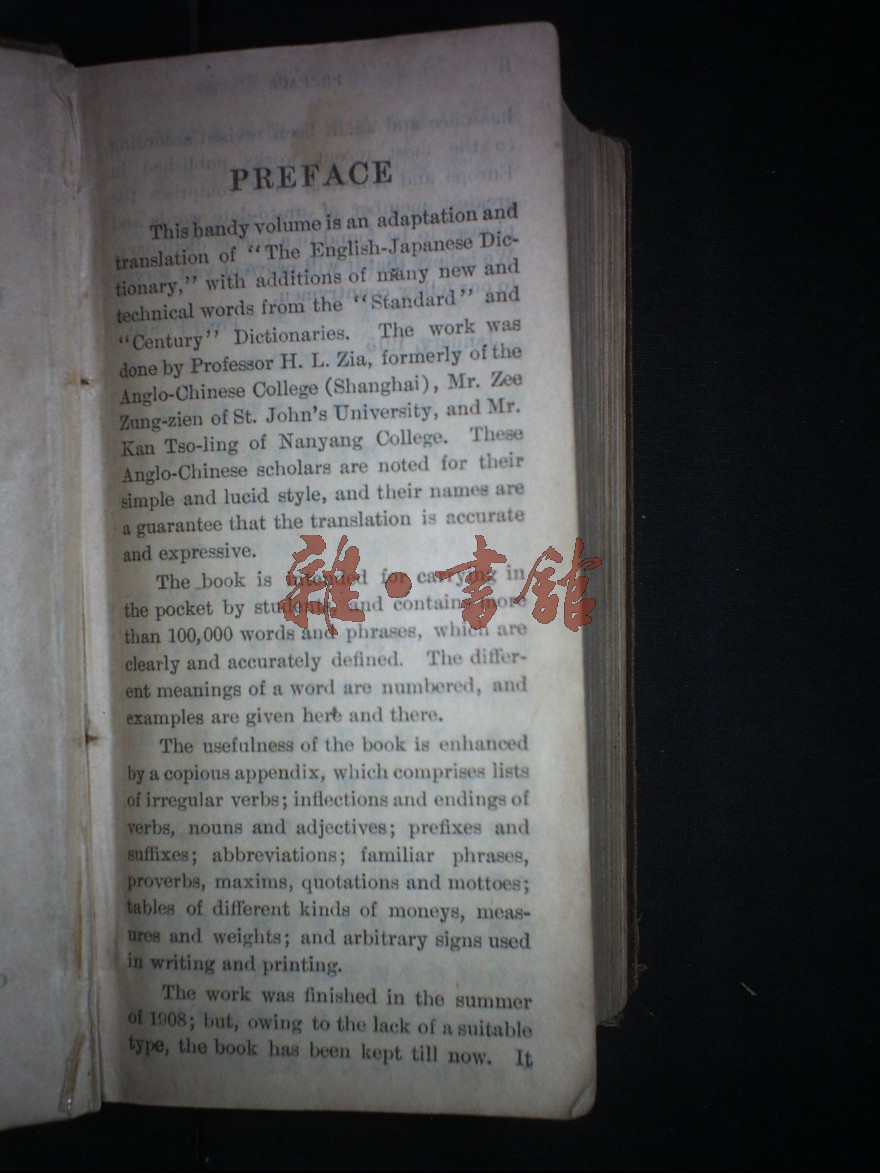 PREFACE
This handy volume is an adaptation and
translation of "The English-Japanese Dic-
tionary," with additions of many new and
technical words from the "Standard" and
"Century" Dictionaries. The work was
done by Professor H. L. Zia, formerly of the
Anglo-Chinese College (Shanghai), Mr. Zee
Zung-zien of St. John's University, and Mr.
Kan Tso-ling of Nanyang College. These
Anglo-Chinese scholars are noted for their
simple and lucid style, and their names are
a guarantee that the translation is accurate
and expressive.
The book is intended for carrying in
the pocket by students, and contains more
than 100,000 words and phrases, which are
clearly and accurately defined. The differ-
ent meanings of a word are numbered, and
examples are given here and there.
The usefulness of the book is enhanced
by a copious appendix, which comprises lists
of irregular verbs; inflections and endings of
verbs, nouns and adjectives; prefixes and
suffixes; abbreviations; familiar phrases,
proverbs, maxims, quotations and mottoes;
tables of different kinds of moneys, meas-
ures and weights; and arbitrary signs used
in writing and printing.
The work was finished in the summer
of 1908; but, owing to the lack of a suitable
type, the book has been kept till now. It
雜·書館